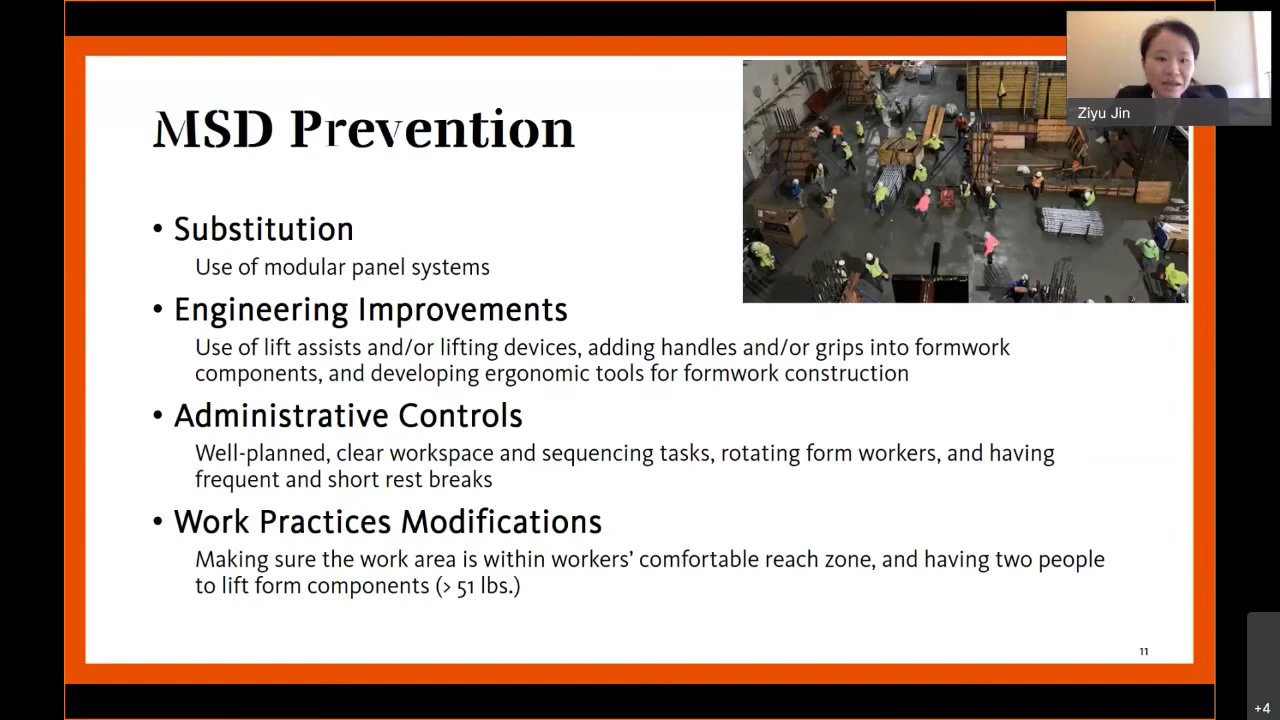 MSD Prevention
Ziyu Jin
• Substitution
Use of modular panel systems
• Engineering Improvements
Use of lift assists and/or lifting devices, adding handles and/or grips into formwork
components, and developing ergonomic tools for formwork construction
• Administrative Controls
Well-planned, clear workspace and sequencing tasks, rotating form workers, and having
frequent and short rest breaks
• Work Practices Modifications
Making sure the work area is within workers’ comfortable reach zone, and having two people
to lift form components (> 51 lbs.)
11
+4